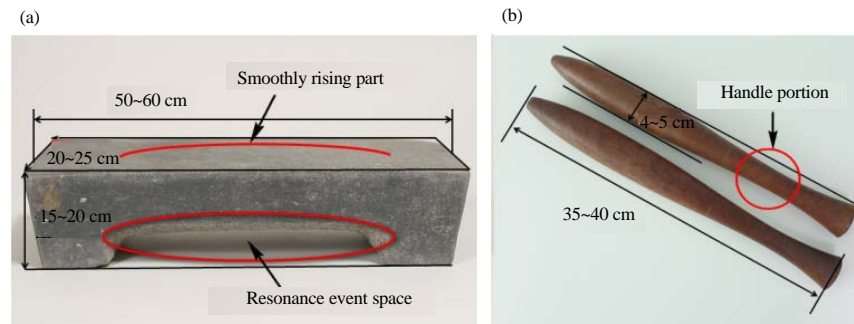 (a)
Smoothly rising part
50~60 cm
20~25 cm
15~20 cm
Resonance event space
(b)
Handle portion
4~5 cm
35~40 cm